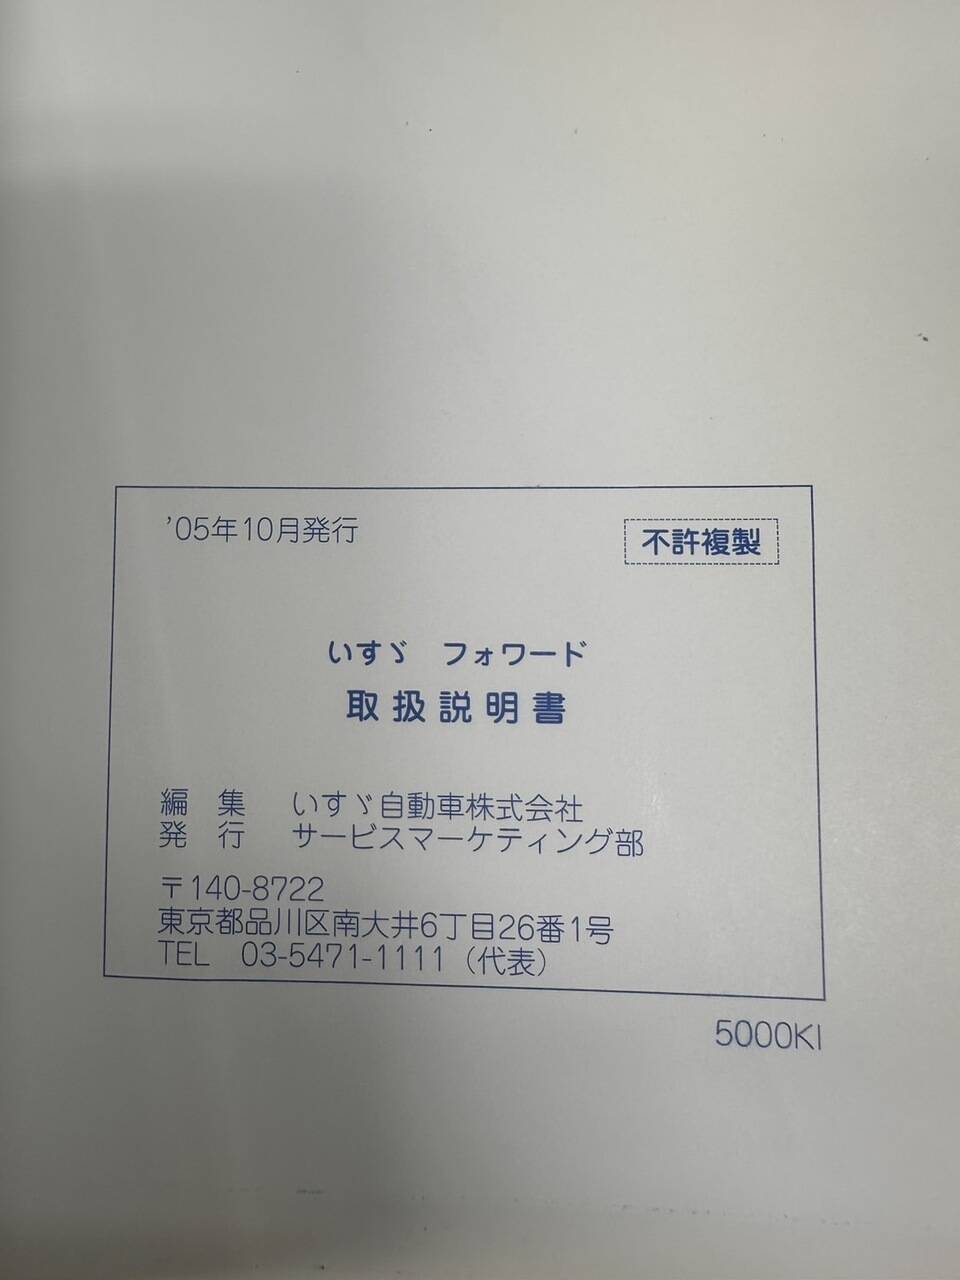 '05年10月発行
不許複製
いすゞ フォワード
取扱説明書
編 集 いすゞ自動車株式会社
発 行 サービスマーケティング部
〒140-8722
東京都品川区南大井6丁目26番1号
TEL 03-5471-1111（代表）
5000KI